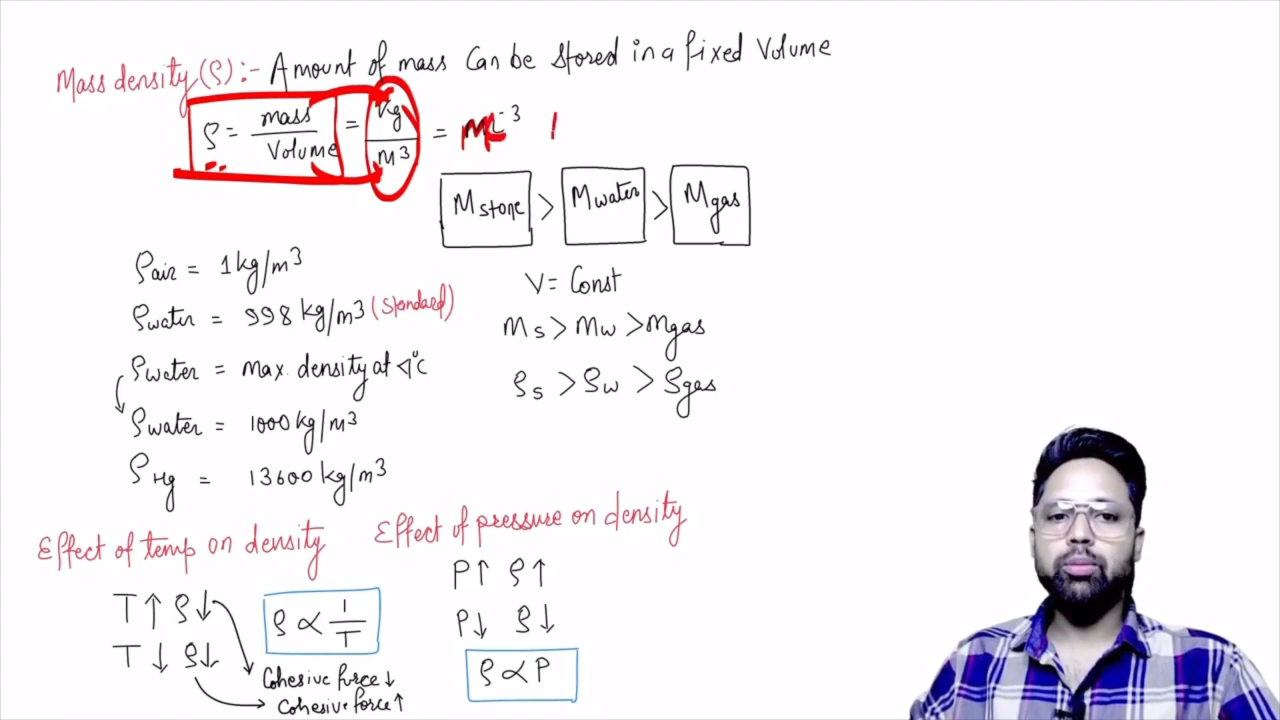 Mass density (ρ) :- Amount of mass Can be stored in a fixed Volume
ρ = mass / Volume = kg / m³ = ML⁻³
M stone > M water > M gas
ρair = 1 kg/m³
V = Const
ρwater = 998 kg/m³ (Standard)
Ms > Mw > Mgas
ρwater = max. density at 4°C
ρs > ρw > ρgas
ρwater = 1000 kg/m³
ρHg = 13600 kg/m³
Effect of temp on density
T↑ ρ↓
T↓ ρ↓
ρ ∝ 1/T
Cohesive force ↓
Cohesive force ↑
Effect of pressure on density
P↑ ρ↑
P↓ ρ↓
ρ ∝ P